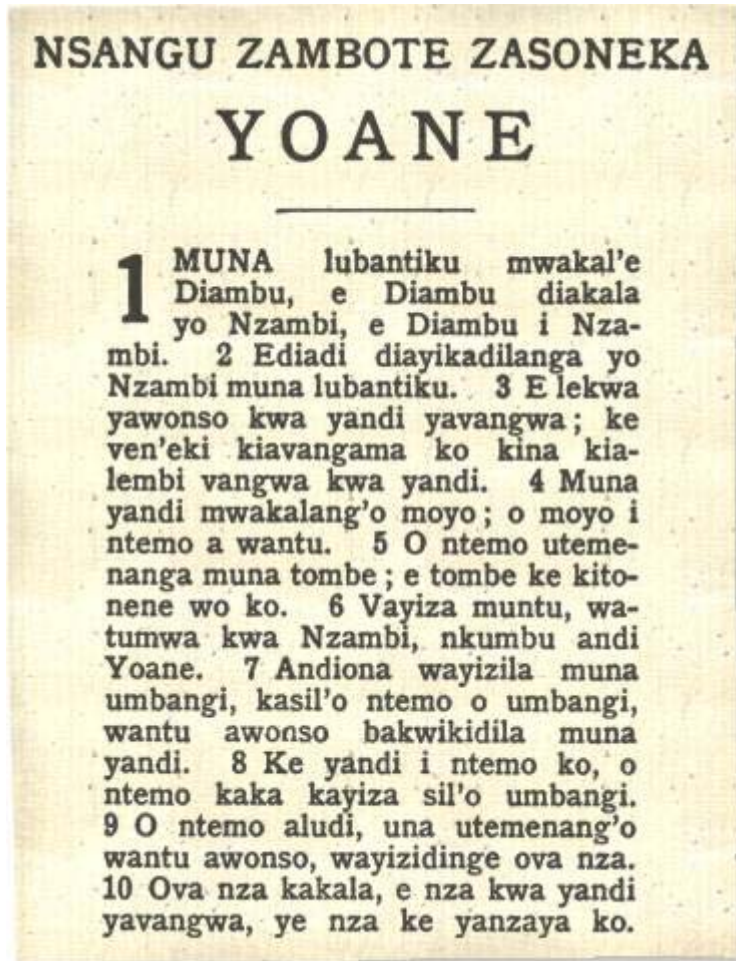 NSANGU ZAMBOTE ZASONEKA
YOANE
1 MUNA lubantiku mwakal'e
Diambu, e Diambu diakala
yo Nzambi, e Diambu i Nza-
mbi. 2 Ediadi diayikadilanga yo
Nzambi muna lubantiku. 3 E lekwa
yawonso kwa yandi yavangwa; ke
ven'eki kiavangama ko kina kia-
lembi vangwa kwa yandi. 4 Muna
yandi mwakalang'o moyo; o moyo i
ntemo a wantu. 5 O ntemo uteme-
nanga muna tombe; e tombe ke kito-
nene wo ko. 6 Vayiza muntu, wa-
tumwa kwa Nzambi, nkumbu andi
Yoane. 7 Andiona wayizila muna
umbangi, kasil'o ntemo o umbangi,
wantu awonso bakwikidila muna
yandi. 8 Ke yandi i ntemo ko, o
ntemo kaka kayiza sil'o umbangi.
9 O ntemo aludi, una utemenang'o
wantu awonso, wayizidinge ova nza.
10 Ova nza kakala, e nza kwa yandi
yavangwa, ye nza ke yanzaya ko.